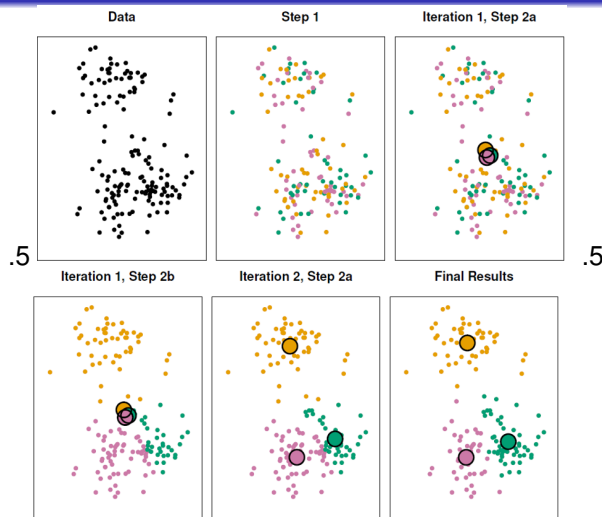 Data
Step 1
Iteration 1, Step 2a
.5
.5
Iteration 1, Step 2b
Iteration 2, Step 2a
Final Results